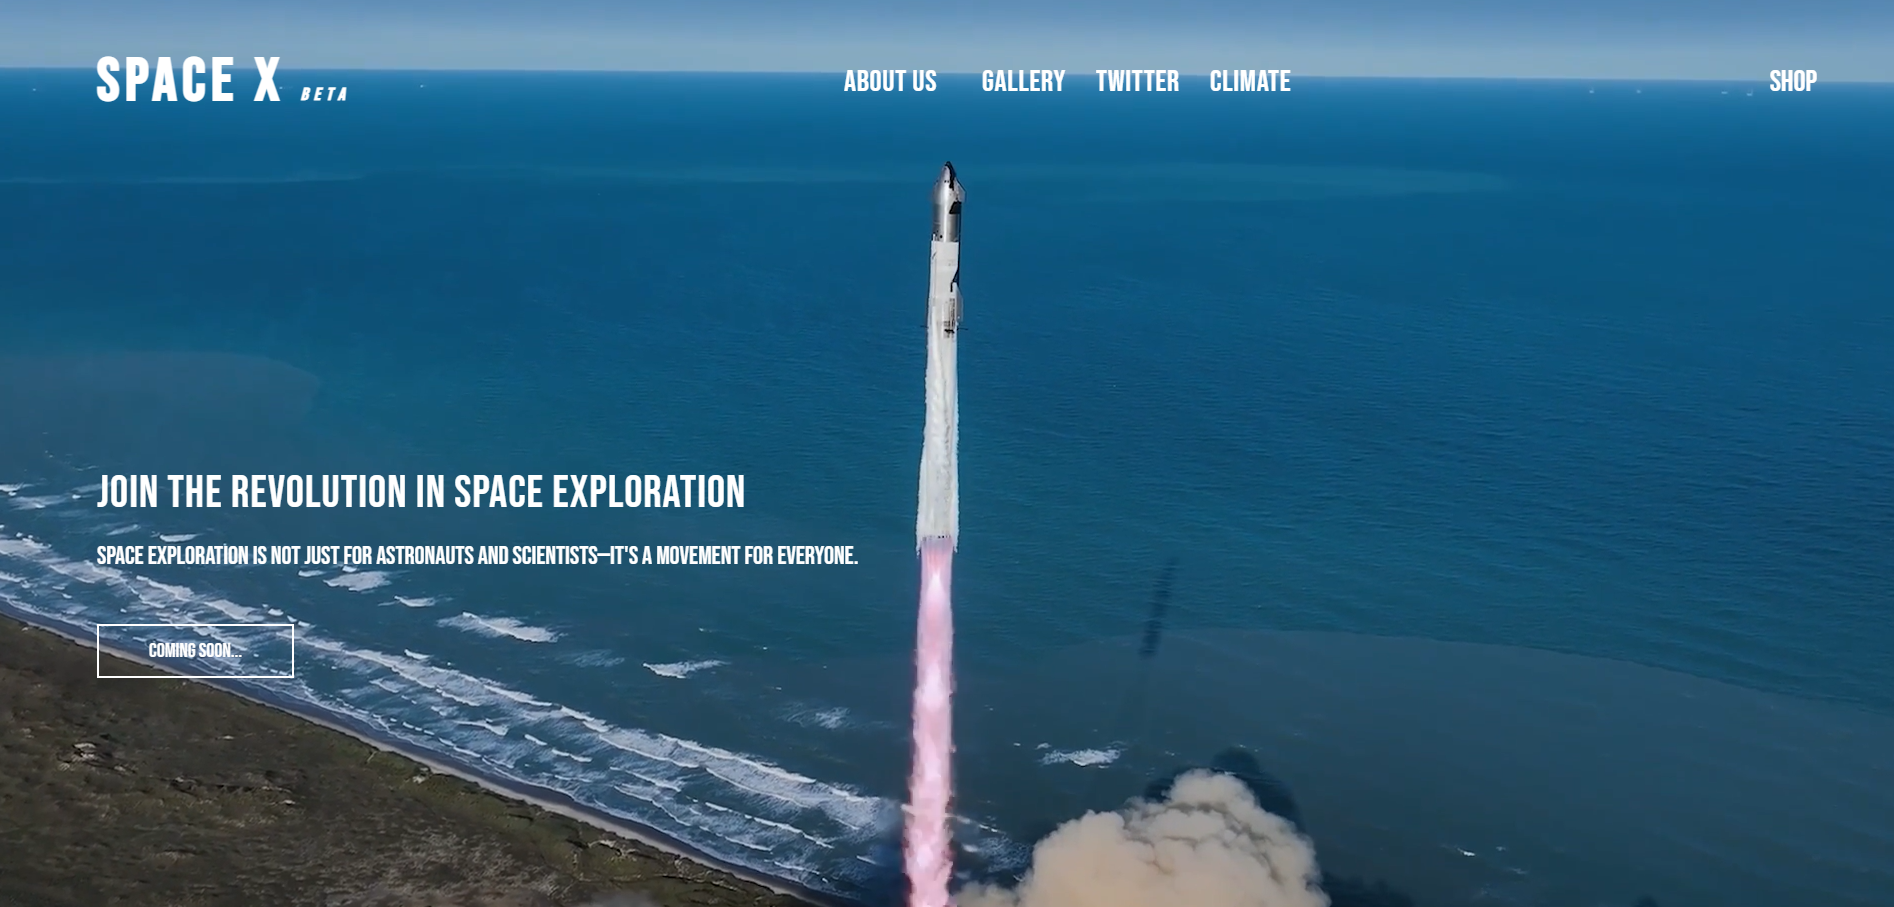 SPACE X BETA
ABOUT US GALLERY TWITTER CLIMATE
SHOP
JOIN THE REVOLUTION IN SPACE EXPLORATION
SPACE EXPLORATION IS NOT JUST FOR ASTRONAUTS AND SCIENTISTS—IT'S A MOVEMENT FOR EVERYONE.
COMING SOON...